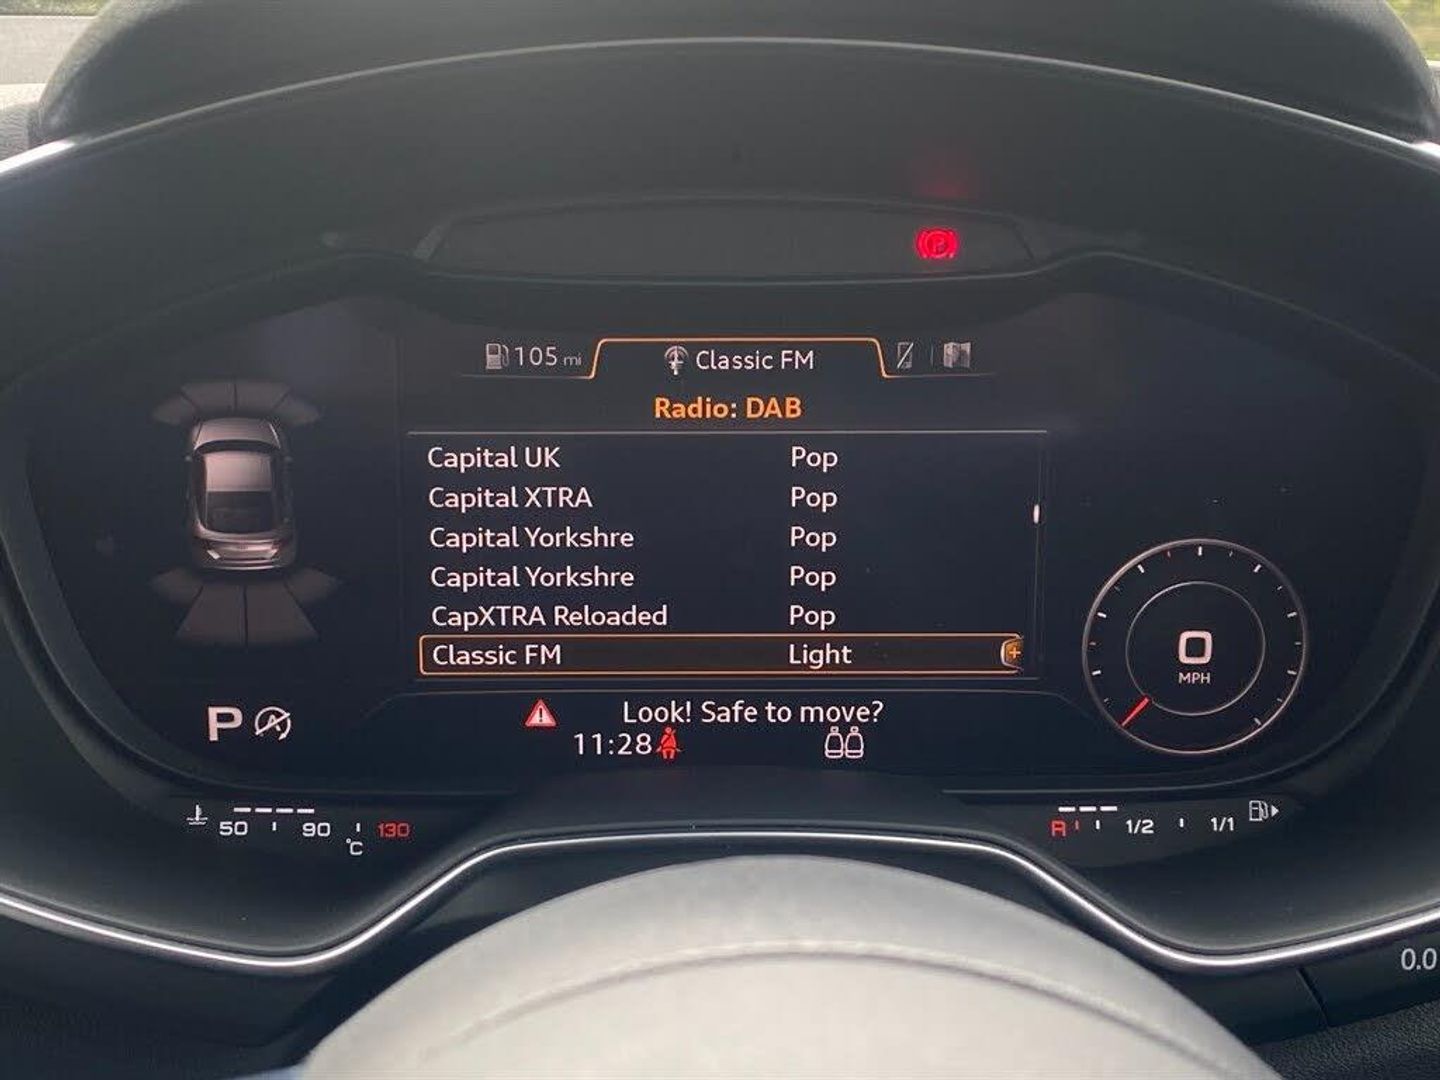 105 mi
Classic FM
Radio: DAB
Capital UK Pop
Capital XTRA Pop
Capital Yorkshre Pop
Capital Yorkshre Pop
CapXTRA Reloaded Pop
Classic FM Light
0
MPH
P
Look! Safe to move?
11:28
50 90 130
°C
R 1/2 1/1
0.0